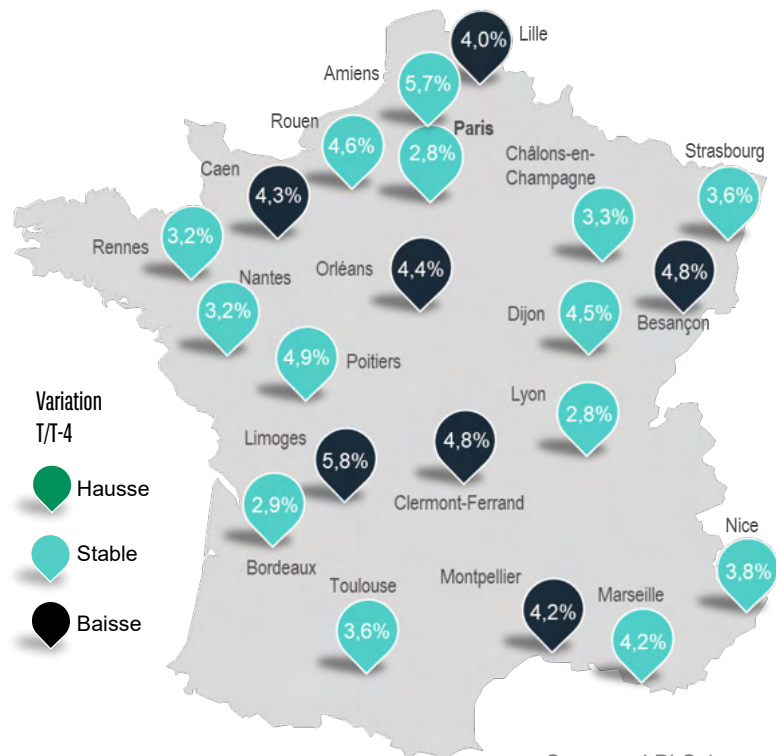 4,0%
Lille
Amiens
5,7%
Rouen
4,6%
Paris
2,8%
Caen
4,3%
Châlons-en-
Champagne
3,3%
Strasbourg
3,6%
Rennes
3,2%
Nantes
3,2%
Orléans
4,4%
Dijon
4,5%
4,8%
Besançon
4,9%
Poitiers
Lyon
2,8%
Variation
T/T-4
Hausse
Stable
Baisse
Limoges
5,8%
4,8%
Clermont-Ferrand
2,9%
Bordeaux
Toulouse
3,6%
Montpellier
4,2%
Marseille
4,2%
Nice
3,8%